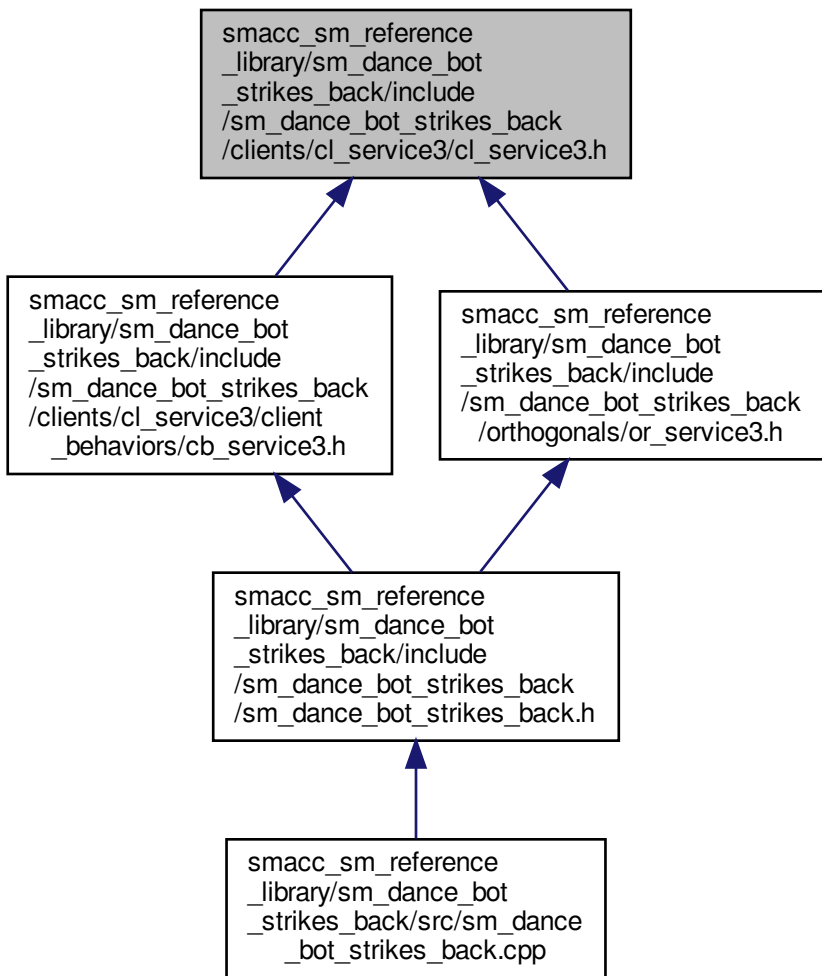 smacc_sm_reference
_library/sm_dance_bot
_strikes_back/include
/sm_dance_bot_strikes_back
/clients/cl_service3/cl_service3.h
smacc_sm_reference
_library/sm_dance_bot
_strikes_back/include
/sm_dance_bot_strikes_back
/clients/cl_service3/client
_behaviors/cb_service3.h
smacc_sm_reference
_library/sm_dance_bot
_strikes_back/include
/sm_dance_bot_strikes_back
/orthogonals/or_service3.h
smacc_sm_reference
_library/sm_dance_bot
_strikes_back/include
/sm_dance_bot_strikes_back
/sm_dance_bot_strikes_back.h
smacc_sm_reference
_library/sm_dance_bot
_strikes_back/src/sm_dance
_bot_strikes_back.cpp